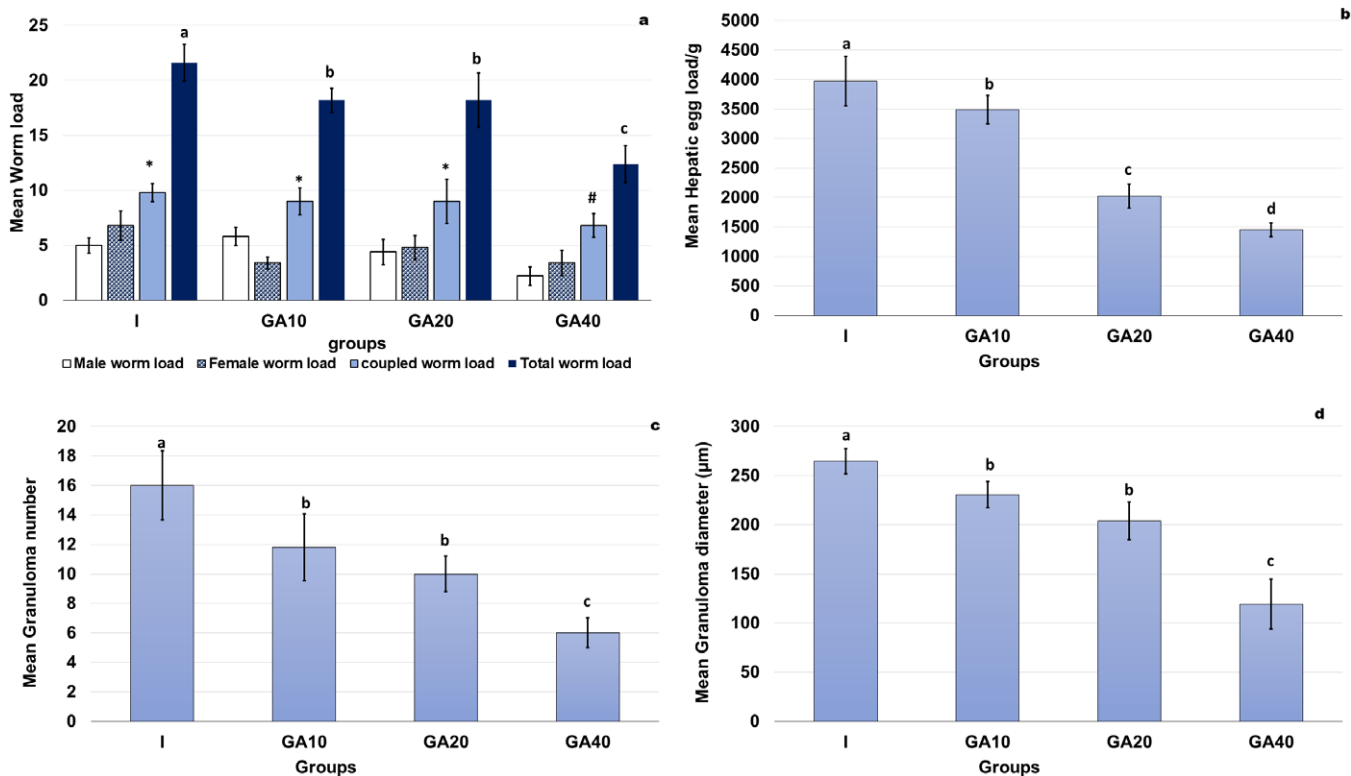 a
Mean Worm load
25
20
15
10
5
0
a
b
b
c
*
*
*
#
I GA10 GA20 GA40
groups
Male worm load Female worm load coupled worm load Total worm load
b
Mean Hepatic egg load/g
5000
4500
4000
3500
3000
2500
2000
1500
1000
500
0
a
b
c
d
I GA10 GA20 GA40
Groups
c
Mean Granuloma number
20
18
16
14
12
10
8
6
4
2
0
a
b
b
c
I GA10 GA20 GA40
Groups
d
Mean Granuloma diameter (μm)
300
250
200
150
100
50
0
a
b
b
c
I GA10 GA20 GA40
Groups